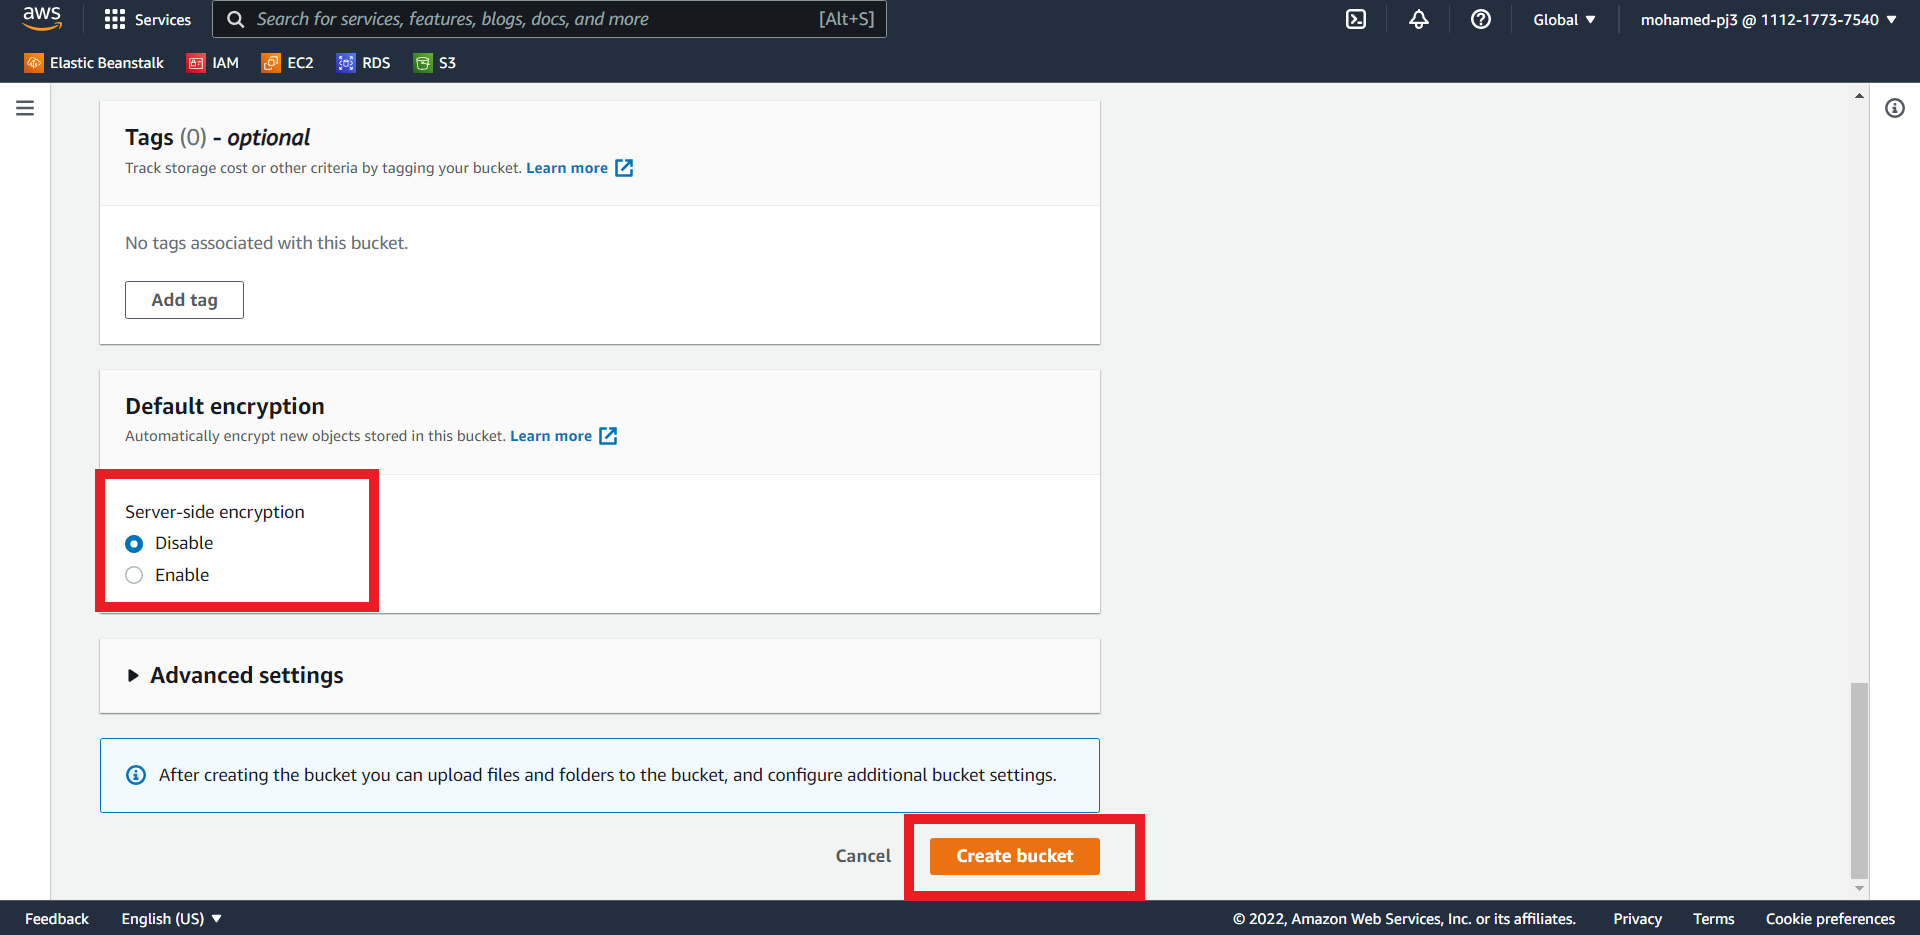 aws Services Search for services, features, blogs, docs, and more [Alt+S] Global mohamed-pj3 @ 1112-1773-7540
Elastic Beanstalk IAM EC2 RDS S3
Tags (0) - optional
Track storage cost or other criteria by tagging your bucket. Learn more
No tags associated with this bucket.
Add tag
Default encryption
Automatically encrypt new objects stored in this bucket. Learn more
Server-side encryption
Disable
Enable
Advanced settings
After creating the bucket you can upload files and folders to the bucket, and configure additional bucket settings.
Cancel Create bucket
Feedback English (US) © 2022, Amazon Web Services, Inc. or its affiliates. Privacy Terms Cookie preferences